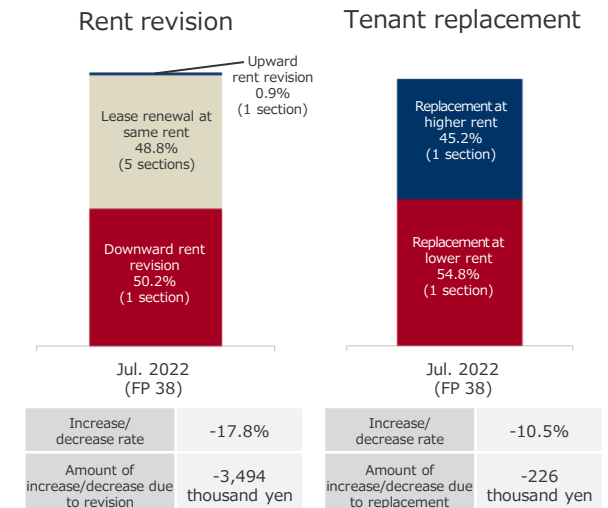 Rent revision
Upward
rent revision
0.9%
(1 section)
Lease renewal at
same rent
48.8%
(5 sections)
Downward rent
revision
50.2%
(1 section)
Jul. 2022
(FP 38)
Increase/
decrease rate
-17.8%
Amount of
increase/decrease due
to revision
-3,494
thousand yen
Tenant replacement
Replacement at
higher rent
45.2%
(1 section)
Replacement at
lower rent
54.8%
(1 section)
Jul. 2022
(FP 38)
Increase/
decrease rate
-10.5%
Amount of
increase/decrease due
to replacement
-226
thousand yen